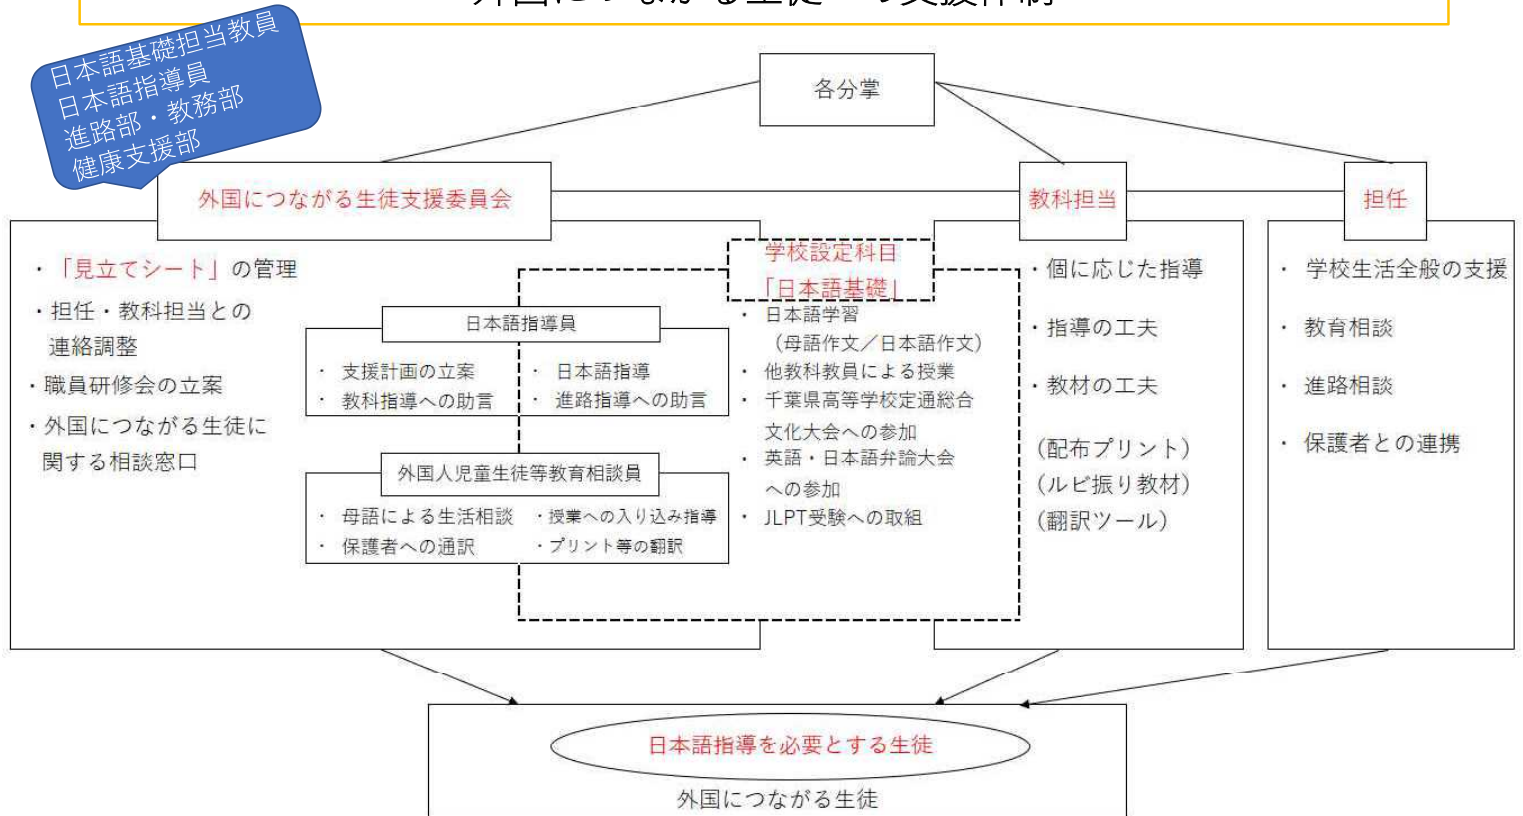 外国につながる生徒への支援体制
日本語基礎担当教員
日本語指導員
進路部・教務部
健康支援部
各分掌
外国につながる生徒支援委員会
教科担当
担任
・「見立てシート」の管理
・担任・教科担当との
連絡調整
・職員研修会の立案
・外国につながる生徒に
関する相談窓口
日本語指導員
・ 支援計画の立案
・ 教科指導への助言
・ 日本語指導
・ 進路指導への助言
外国人児童生徒等教育相談員
・ 母語による生活相談
・ 保護者への通訳
・授業への入り込み指導
・プリント等の翻訳
学校設定科目
「日本語基礎」
・ 日本語学習
（母語作文／日本語作文）
・ 他教科教員による授業
・ 千葉県高等学校定通総合
文化大会への参加
・ 英語・日本語弁論大会
への参加
・ JLPT受験への取組
・個に応じた指導
・指導の工夫
・教材の工夫
（配布プリント）
（ルビ振り教材）
（翻訳ツール）
・ 学校生活全般の支援
・ 教育相談
・ 進路相談
・ 保護者との連携
日本語指導を必要とする生徒
外国につながる生徒